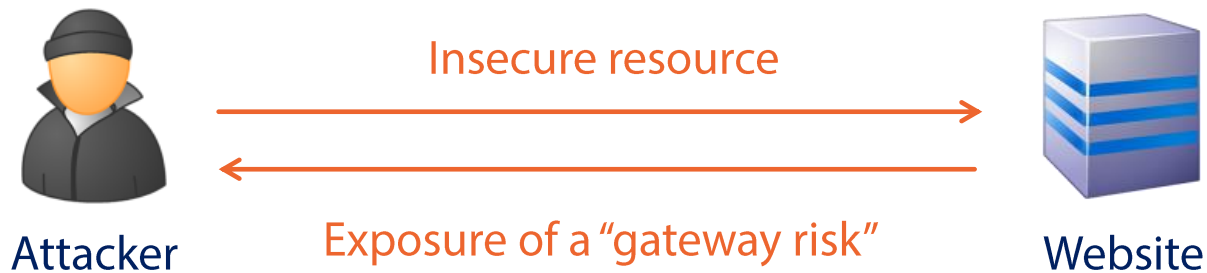 Insecure resource
Exposure of a “gateway risk”
Attacker
Website